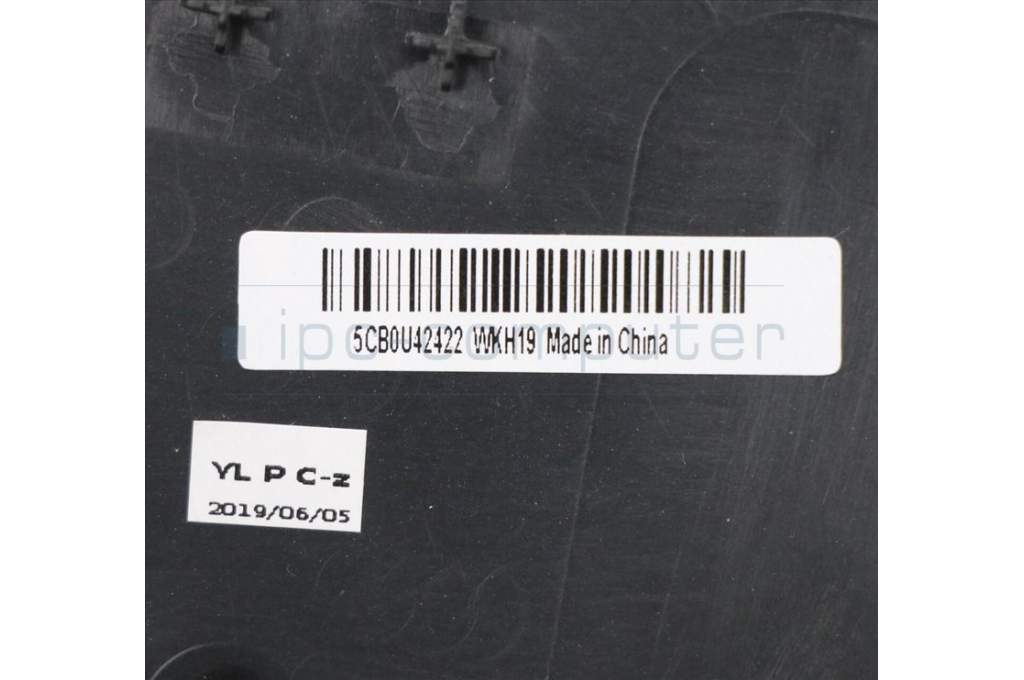 5CB0U42422 WKH19 Made in China
ipc computer
YL P C-z
2019/06/05